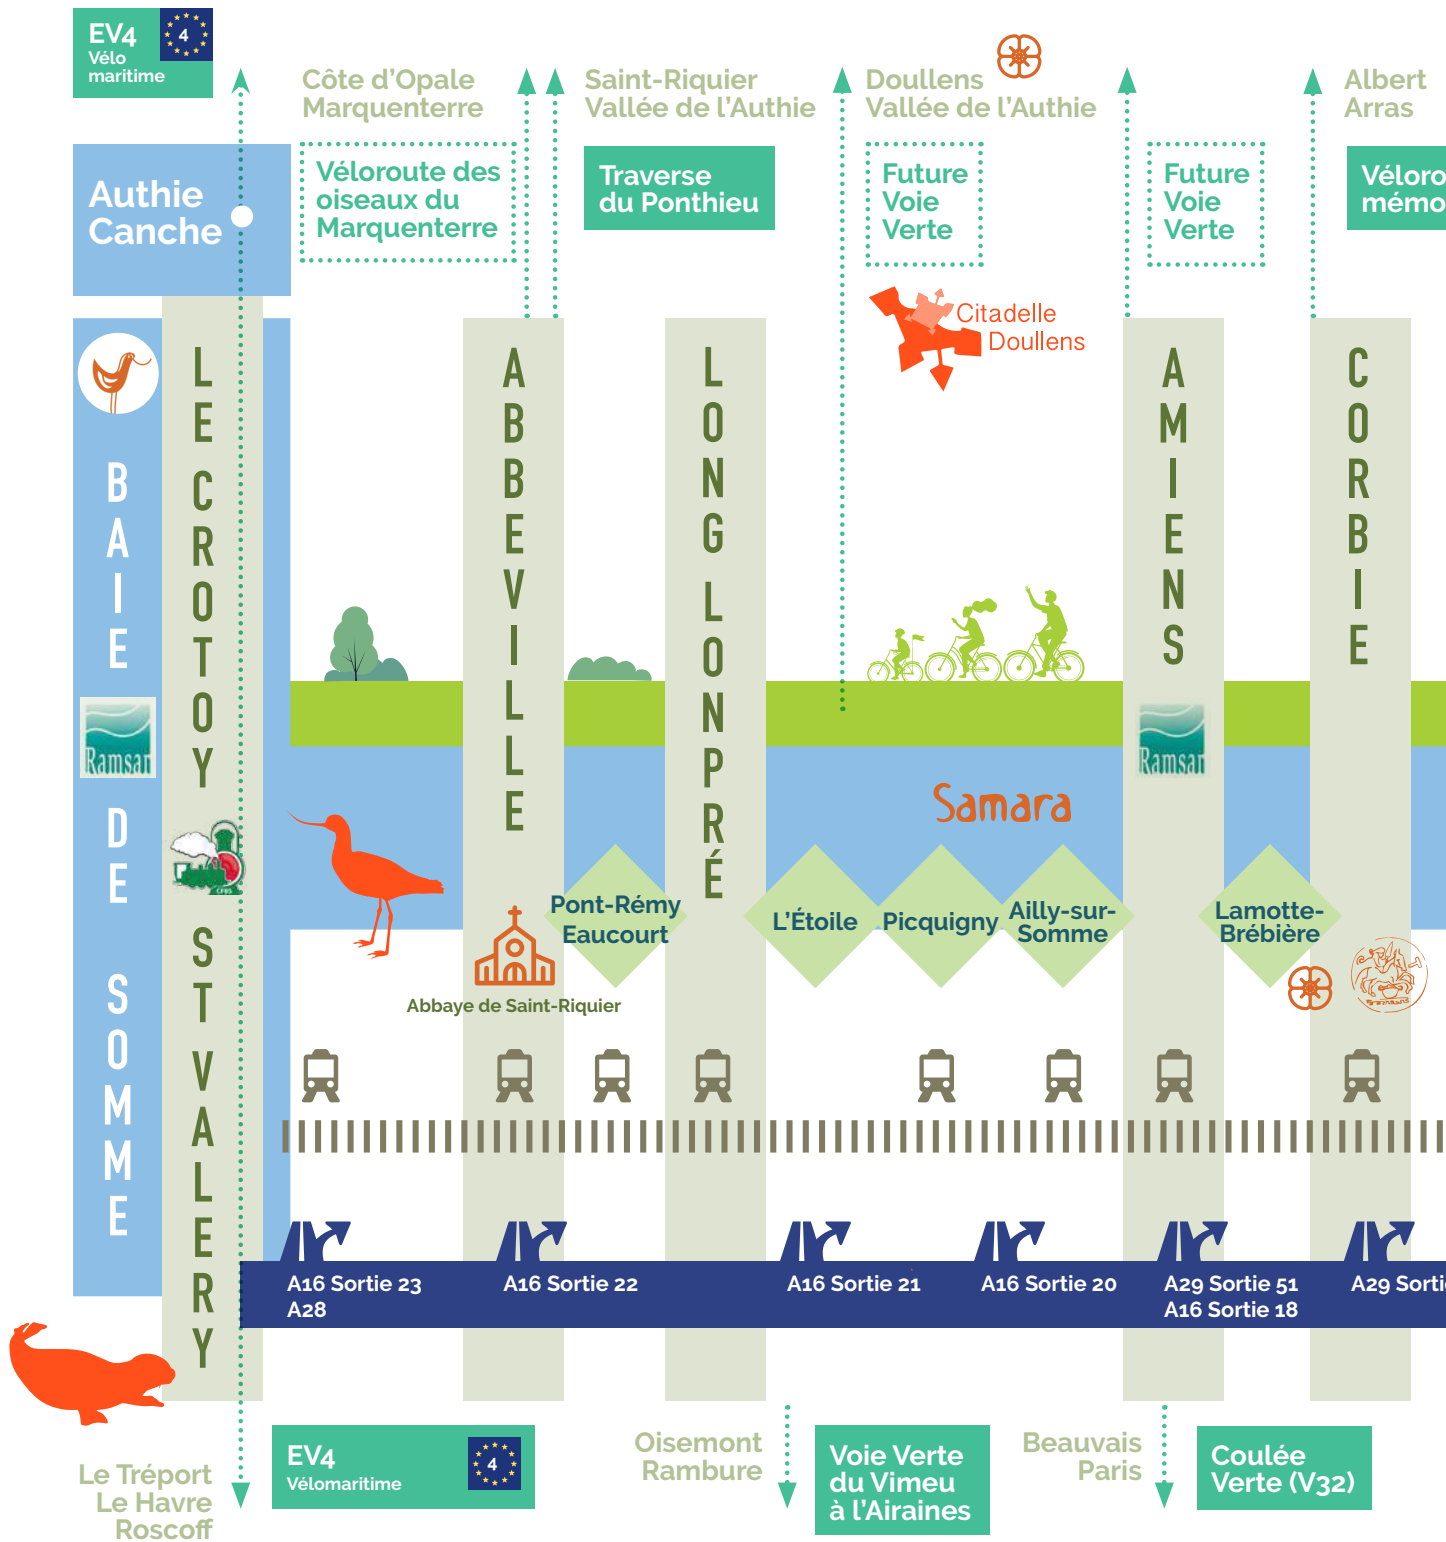 EV4
Vélo
maritime
4
Côte d’Opale
Marquenterre
Saint-Riquier
Vallée de l’Authie
Doullens
Vallée de l’Authie
Albert
Arras
Authie
Canche
Véloroute des
oiseaux du
Marquenterre
Traverse
du Ponthieu
Future
Voie
Verte
Future
Voie
Verte
Véloro
mémo
Citadelle
Doullens
BAIE DE SOMME
LE CROTOY
ST VALERY
ABBEVILLE
LONG LONPRÉ
AMIENS
CORBIE
Ramsar
Ramsar
CFBS
Samara
Pont-Rémy
Eaucourt
L’Étoile
Picquigny
Ailly-sur-
Somme
Lamotte-
Brébière
Abbaye de Saint-Riquier
A16 Sortie 23
A28
A16 Sortie 22
A16 Sortie 21
A16 Sortie 20
A29 Sortie 51
A16 Sortie 18
A29 Sortie
Le Tréport
Le Havre
Roscoff
EV4
Vélomaritime
4
Oisemont
Rambure
Voie Verte
du Vimeu
à l’Airaines
Beauvais
Paris
Coulée
Verte (V32)